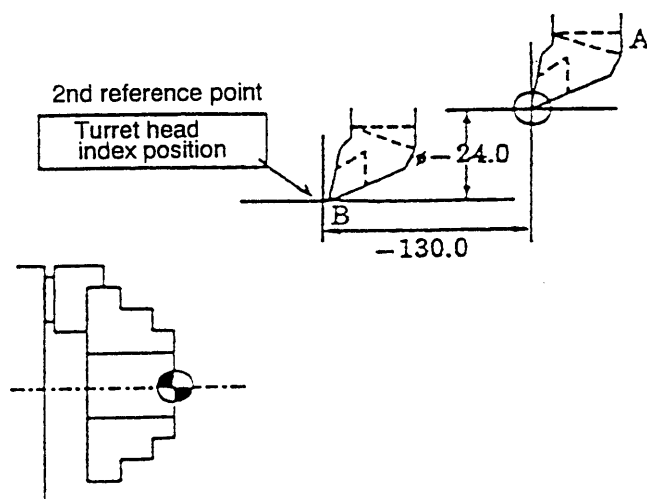 A
2nd reference point
Turret head
index position
ø−24.0
B
−130.0